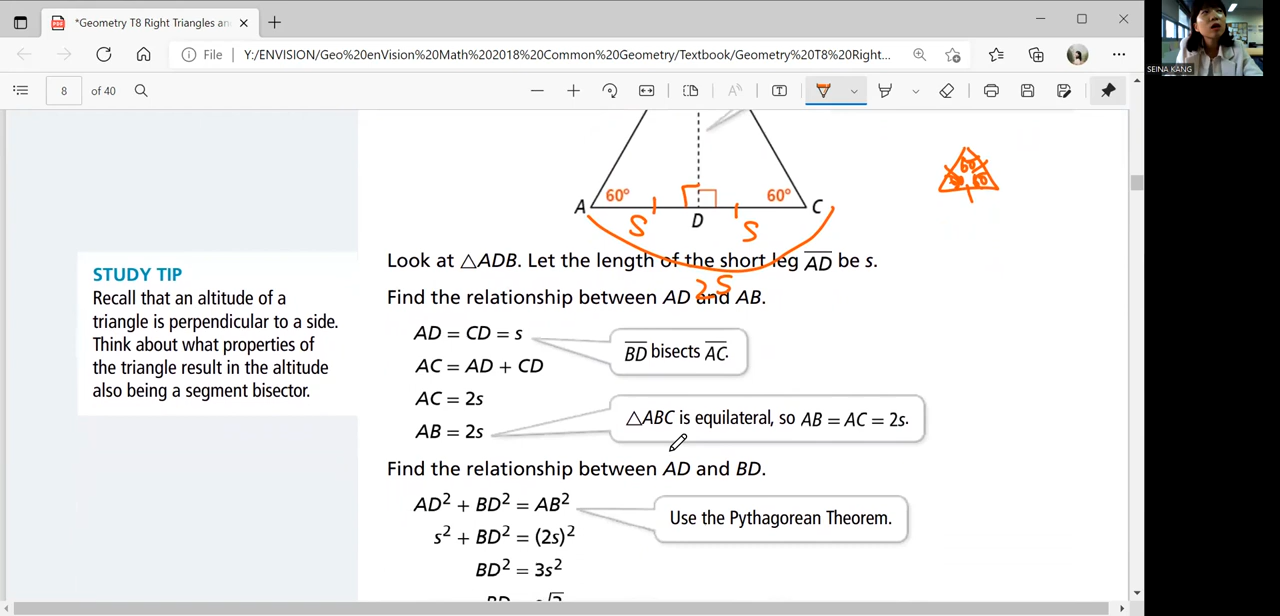 *Geometry T8 Right Triangles an
File
Y:/ENVISION/Geo%20enVision%20Math%202018%20Common%20Geometry/Textbook/Geometry%20T8%20Right...
SEINA KANG
8
of 40
60
60°
60°
A
D
C
S
S
2S
Look at △ADB. Let the length of the short leg AD be s.
Find the relationship between AD and AB.
STUDY TIP
Recall that an altitude of a
triangle is perpendicular to a side.
Think about what properties of
the triangle result in the altitude
also being a segment bisector.
AD = CD = s
BD bisects AC.
AC = AD + CD
AC = 2s
AB = 2s
△ABC is equilateral, so AB = AC = 2s.
Find the relationship between AD and BD.
AD² + BD² = AB²
Use the Pythagorean Theorem.
s² + BD² = (2s)²
BD² = 3s²